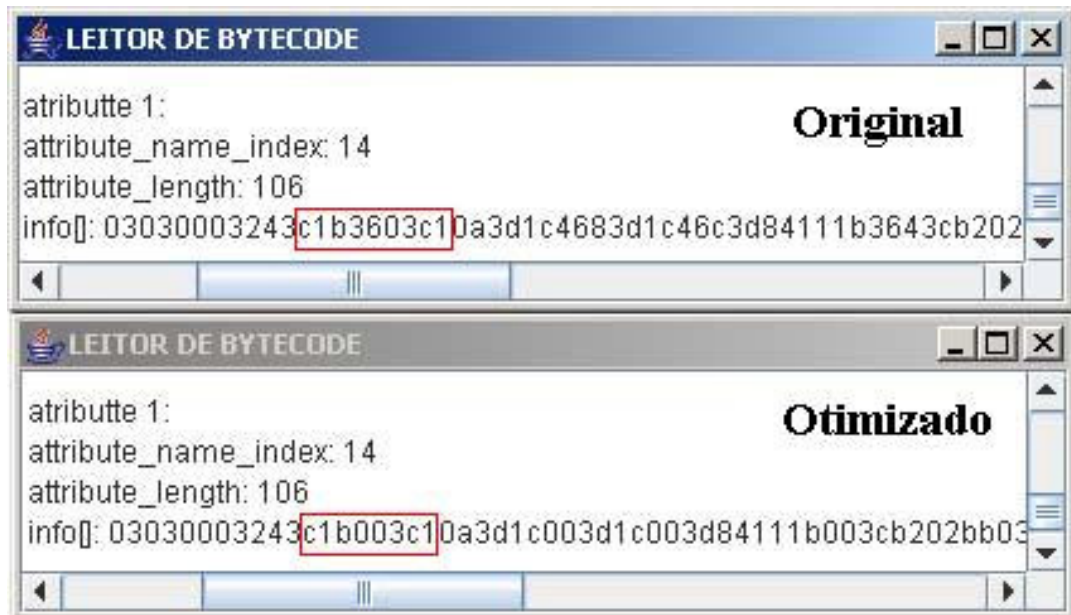 LEITOR DE BYTECODE
atributte 1:
Original
attribute_name_index: 14
attribute_length: 106
info[]: 03030003243c1b3603c10a3d1c4683d1c46c3d84111b3643cb202
LEITOR DE BYTECODE
atributte 1:
Otimizado
attribute_name_index: 14
attribute_length: 106
info[]: 03030003243c1b003c10a3d1c003d1c003d84111b003cb202bb03